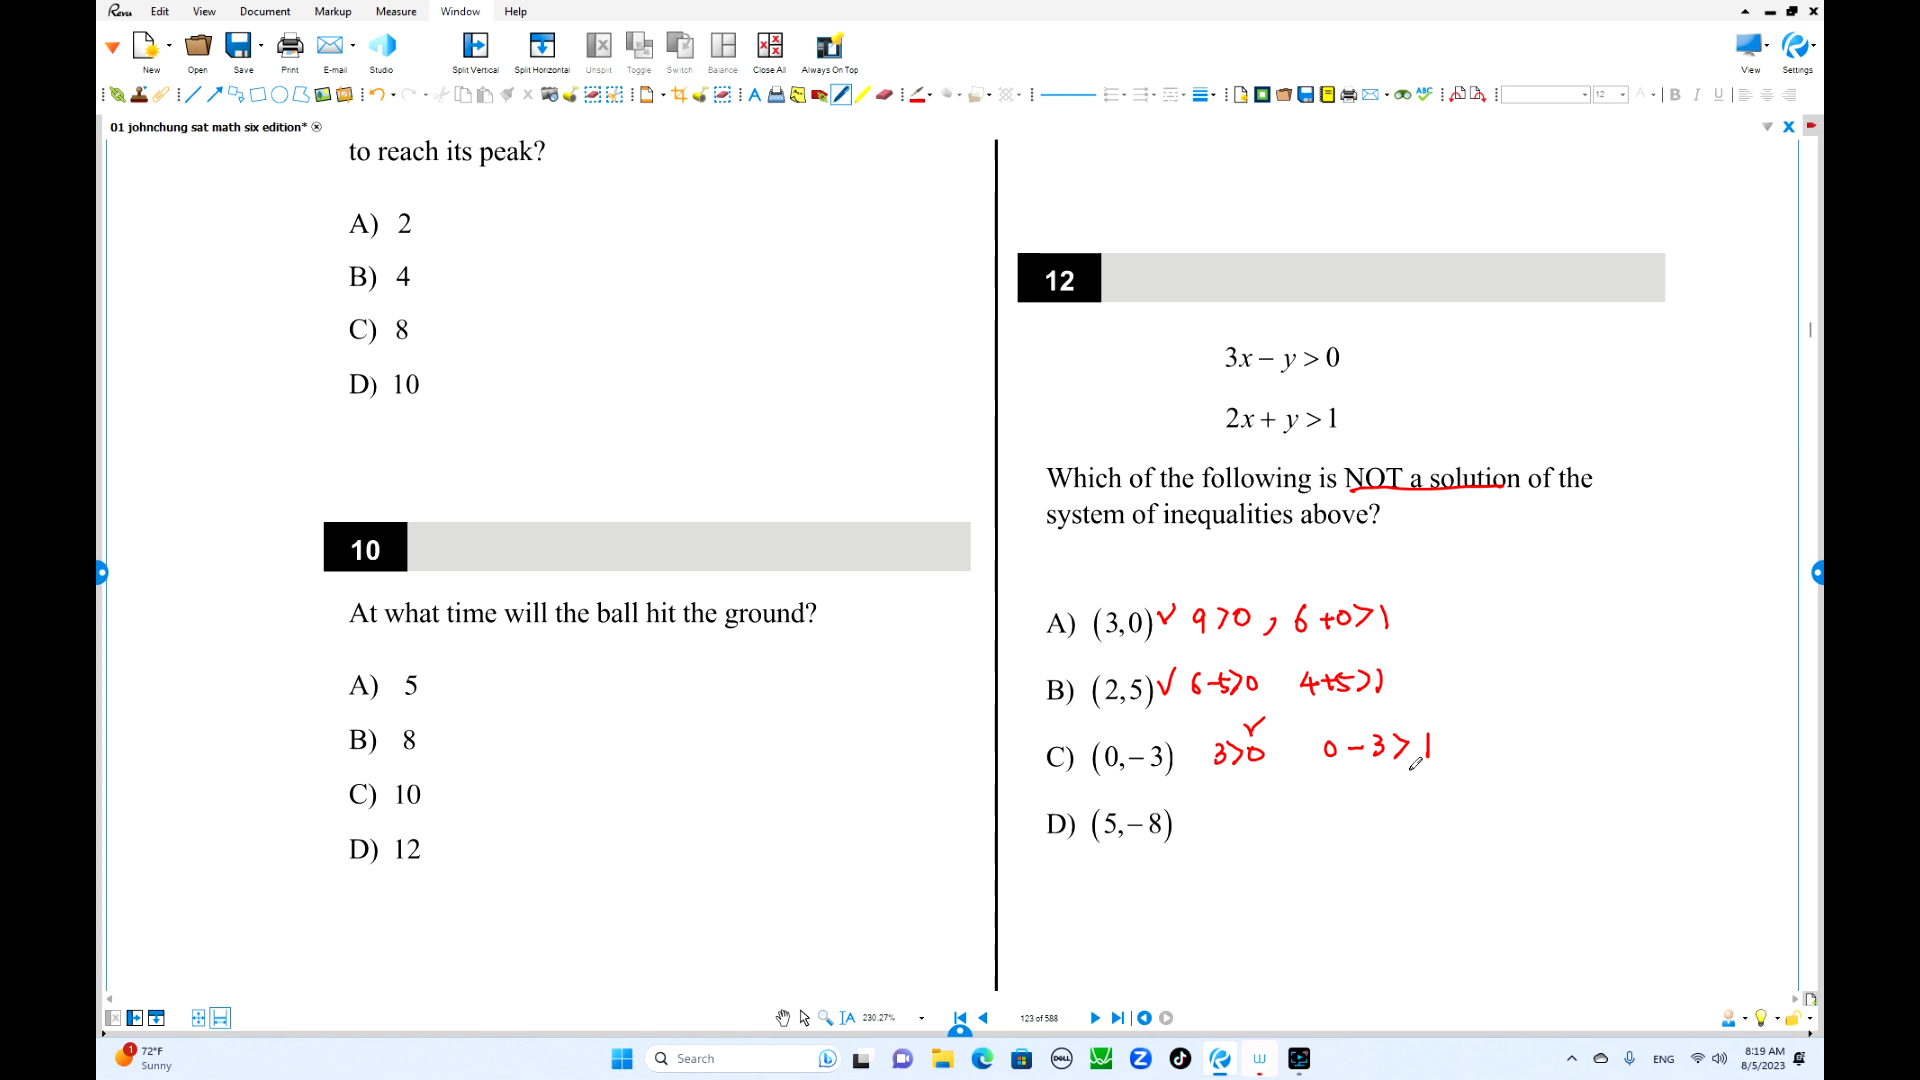 Revu Edit View Document Markup Measure Window Help
New Open Save Print E-mail Studio Split Vertical Split Horizontal Unsplit Toggle Switch Balance Close All Always On Top View Settings
12
01 johnchung sat math six edition*
to reach its peak?
A) 2
B) 4
C) 8
D) 10
10
At what time will the ball hit the ground?
A) 5
B) 8
C) 10
D) 12
12
3x − y > 0
2x + y > 1
Which of the following is NOT a solution of the
system of inequalities above?
A) (3,0) ✓ 9>0 , 6+0>1
B) (2,5) ✓ 6-5>0 4+5>1
C) (0,−3) 3>0 ✓ 0-3>1
D) (5,−8)
230.27% 123 of 588
1 72°F
Sunny
Search
DELL
ENG
8:19 AM
8/5/2023